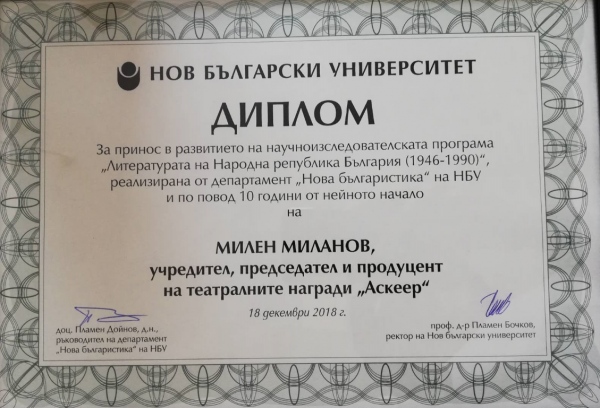 НОВ БЪЛГАРСКИ УНИВЕРСИТЕТ
ДИПЛОМ
За принос в развитието на научноизследователската програма
„Литературата на Народна република България (1946-1990)“,
реализирана от департамент „Нова българистика“ на НБУ
и по повод 10 години от нейното начало
на
МИЛЕН МИЛАНОВ,
учредител, председател и продуцент
на театралните награди „Аскеер“
18 декември 2018 г.
доц. Пламен Дойнов, д.н.,
ръководител на департамент
„Нова българистика“ на НБУ
проф. д-р Пламен Бочков,
ректор на Нов български университет